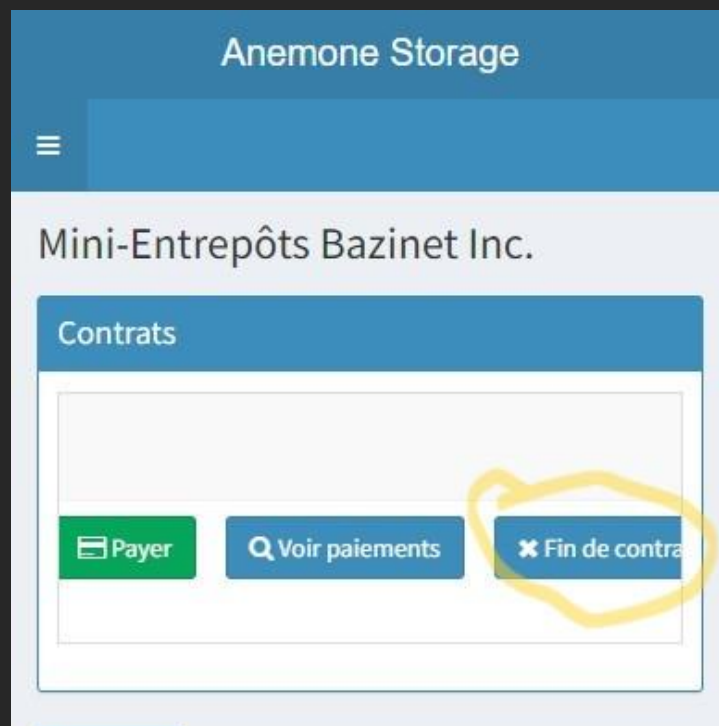 Anemone Storage
Mini-Entrepôts Bazinet Inc.
Contrats
Payer Voir paiements Fin de contra